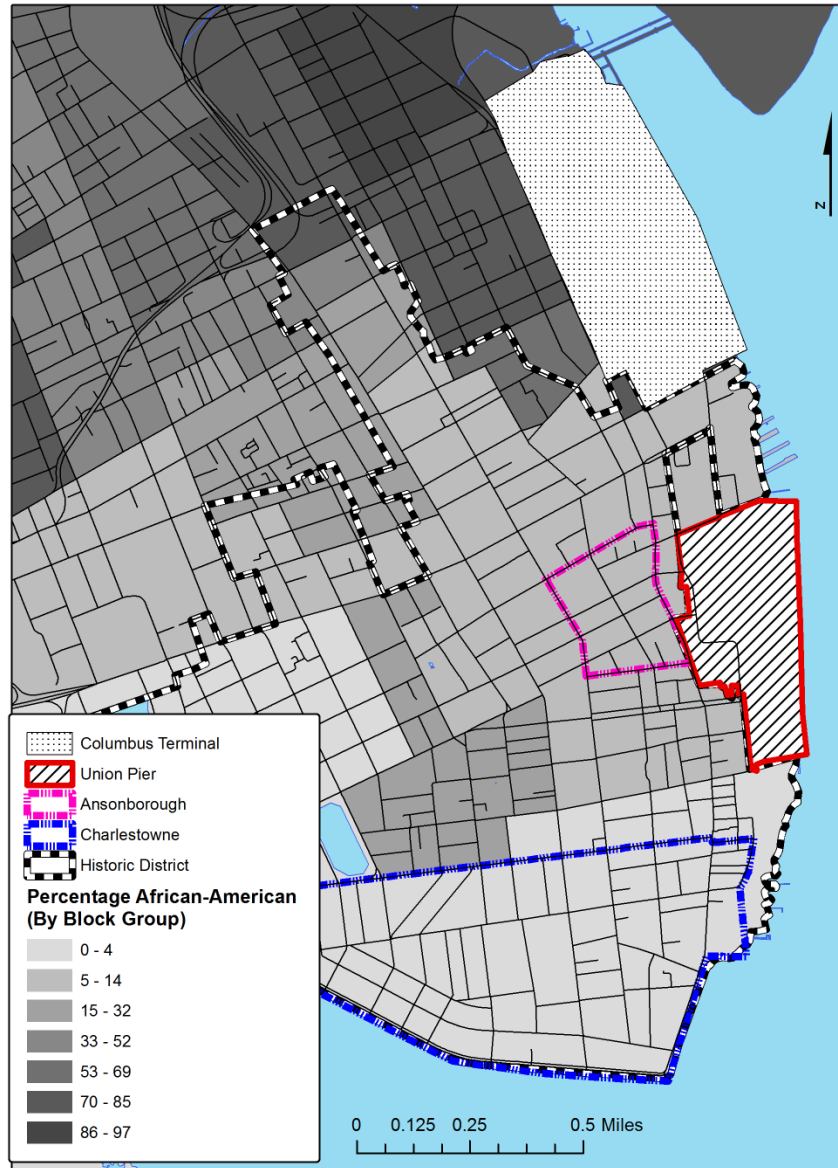 Z
Columbus Terminal
Union Pier
Ansonborough
Charlestowne
Historic District
Percentage African-American
(By Block Group)
0 - 4
5 - 14
15 - 32
33 - 52
53 - 69
70 - 85
86 - 97
0 0.125 0.25 0.5 Miles